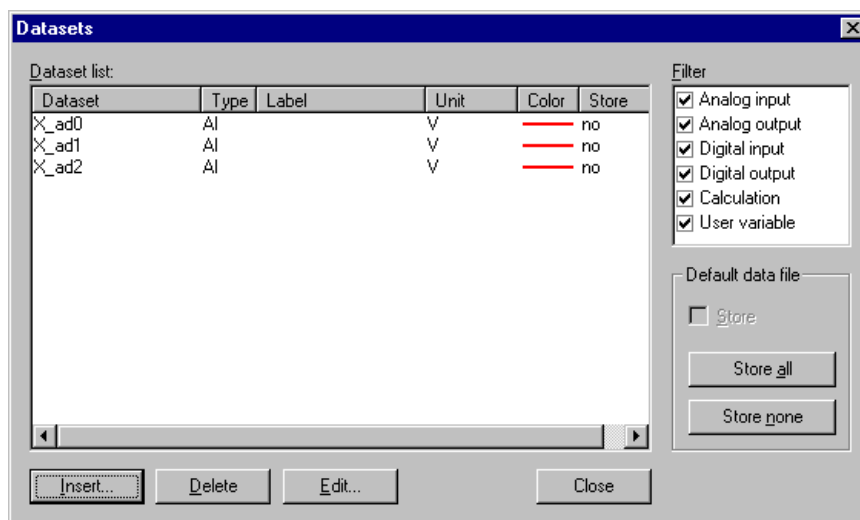 Datasets
Dataset list:
Dataset Type Label Unit Color Store
X_ad0 AI V no
X_ad1 AI V no
X_ad2 AI V no
Insert... Delete Edit... Close
Filter
Analog input
Analog output
Digital input
Digital output
Calculation
User variable
Default data file
Store
Store all
Store none